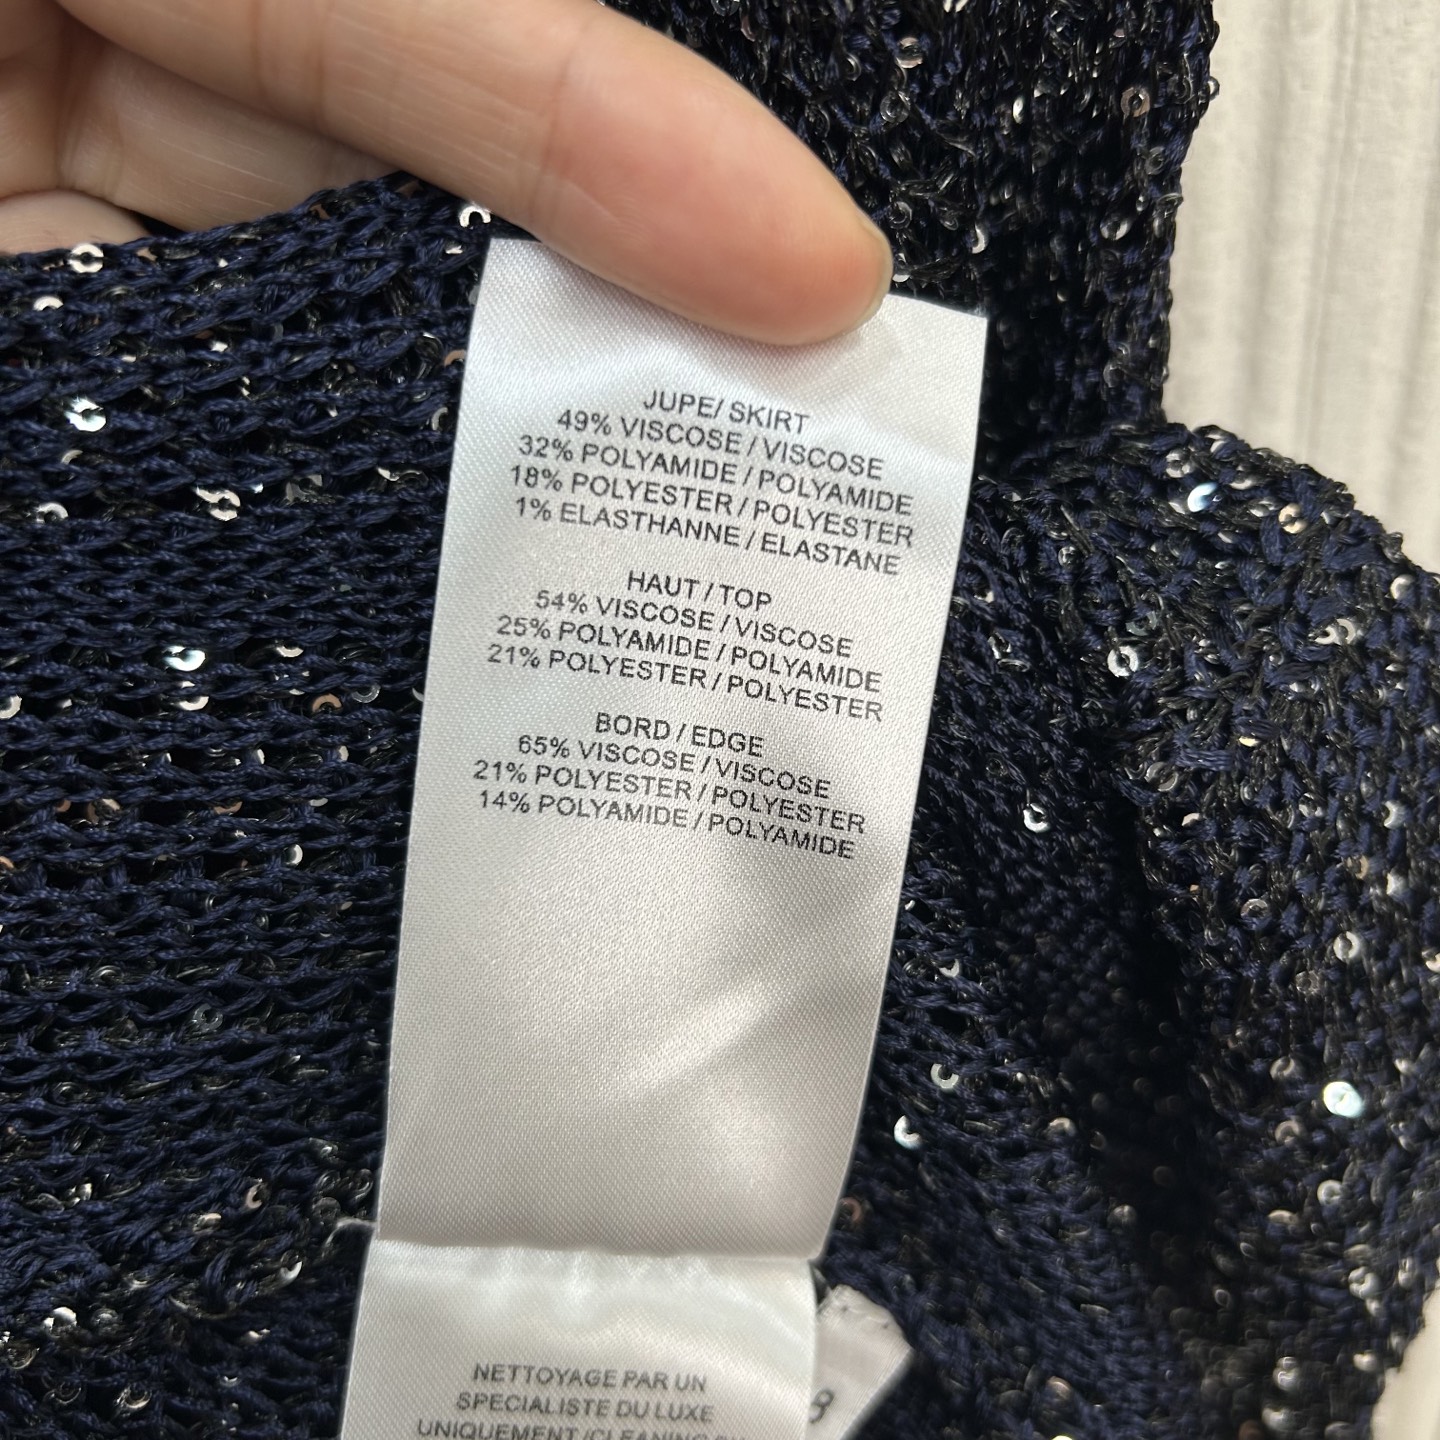 JUPE/ SKIRT
49% VISCOSE / VISCOSE
32% POLYAMIDE / POLYAMIDE
18% POLYESTER / POLYESTER
1% ELASTHANNE / ELASTANE
HAUT / TOP
54% VISCOSE / VISCOSE
25% POLYAMIDE / POLYAMIDE
21% POLYESTER / POLYESTER
BORD / EDGE
65% VISCOSE / VISCOSE
21% POLYESTER / POLYESTER
14% POLYAMIDE / POLYAMIDE
NETTOYAGE PAR UN
SPECIALISTE DU LUXE
UNIQUEMENT /CLEANING